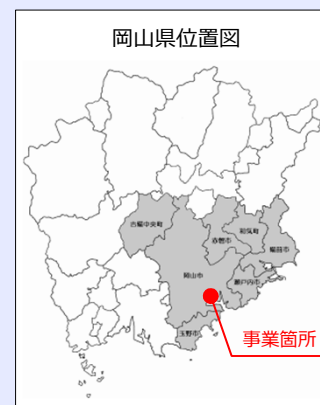 岡山県位置図
吉備中央町
和気町
赤磐市
備前市
岡山市
瀬戸内市
玉野市
事業箇所